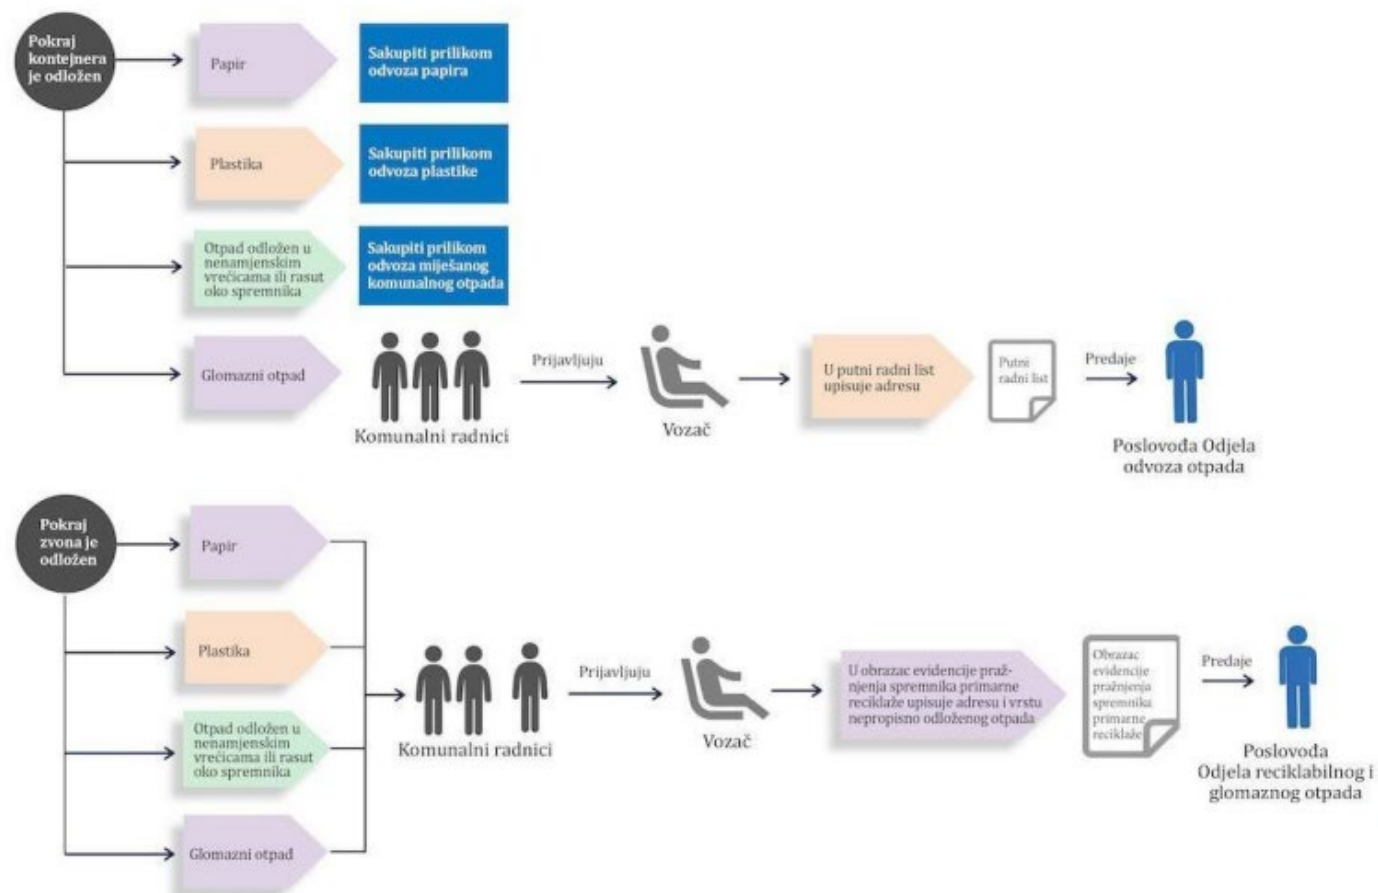 Pokraj
kontejnera
je odložen
Papir
Sakupiti prilikom
odvoza papira
Plastika
Sakupiti prilikom
odvoza plastike
Otpad odložen u
nenamjenskim
vrećicama ili rasut
oko spremnika
Sakupiti prilikom
odvoza miješanog
komunalnog otpada
Glomazni otpad
Komunalni radnici
Prijavljuju
Vozač
U putni radni list
upisuje adresu
Putni
radni list
Predaje
Poslovođa Odjela
odvoza otpada
Pokraj
zvona je
odložen
Papir
Plastika
Otpad odložen u
nenamjenskim
vrećicama ili rasut
oko spremnika
Glomazni otpad
Komunalni radnici
Prijavljuju
Vozač
U obrazac evidencije praž-
njenja spremnika primarne
reciklaže upisuje adresu i vrstu
nepropisno odloženog otpada
Obrazac
evidencije
pražnjenja
spremnika
primarne
reciklaže
Predaje
Poslovođa
Odjela reciklabilnog i
glomaznog otpada